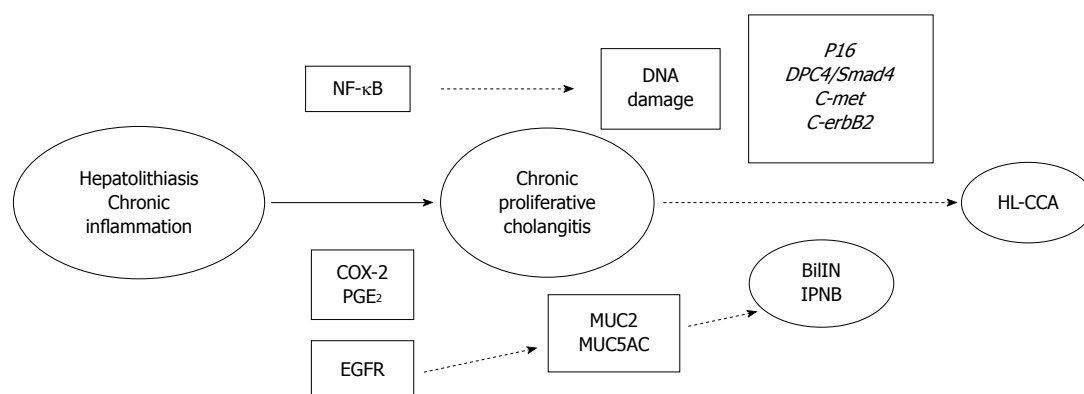 P16
DPC4/Smad4
C-met
C-erbB2
NF-κB
DNA
damage
Hepatolithiasis
Chronic
inflammation
Chronic
proliferative
cholangitis
HL-CCA
COX-2
PGE₂
BilIN
IPNB
MUC2
MUC5AC
EGFR